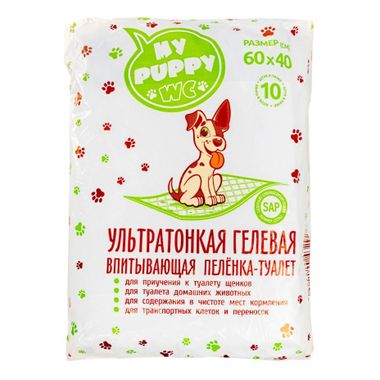 MY
PUPPY
WC
РАЗМЕР (СМ)
60x40
10
SAP
УЛЬТРАТОНКАЯ ГЕЛЕВАЯ
ВПИТЫВАЮЩАЯ ПЕЛЁНКА-ТУАЛЕТ
для приучения к туалету щенков
для туалета домашних животных
для содержания в чистоте мест кормления
для транспортных клеток и переносок